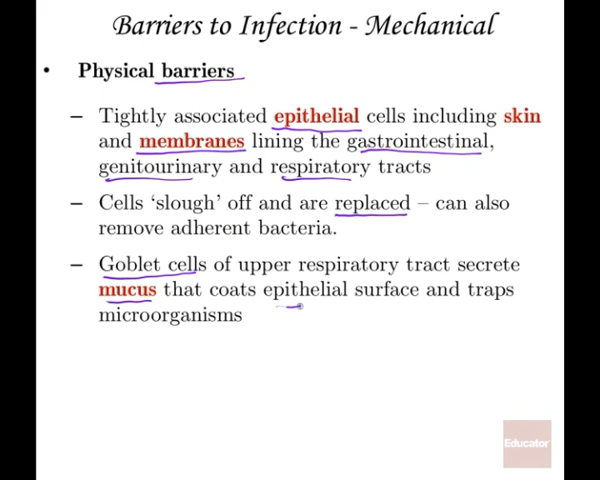 Barriers to Infection - Mechanical
• Physical barriers
– Tightly associated epithelial cells including skin
and membranes lining the gastrointestinal,
genitourinary and respiratory tracts
– Cells ‘slough’ off and are replaced – can also
remove adherent bacteria.
– Goblet cells of upper respiratory tract secrete
mucus that coats epithelial surface and traps
microorganisms
Educator